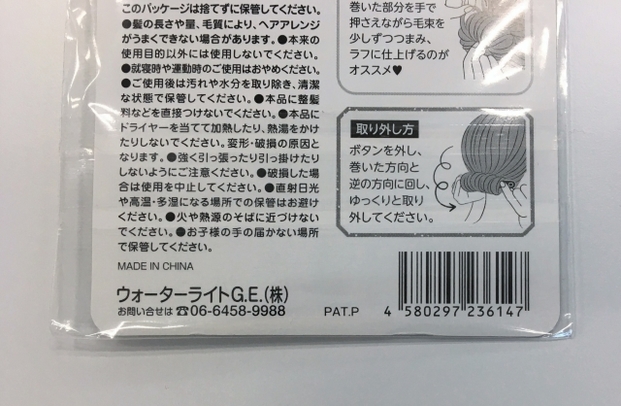 このパッケージは捨てずに保管してください。
●髪の長さや量、毛質により、ヘアアレンジ
がうまくできない場合があります。●本来の
使用目的以外には使用しないでください。
●就寝時や運動時のご使用はおやめください。
●ご使用後は汚れや水分を取り除き、清潔
な状態で保管してください。●本品に整髪
料などを直接つけないでください。●本品に
ドライヤーを当てて加熱したり、熱湯をかけ
たりしないでください。変形・破損の原因と
なります。●強く引っ張ったり引っ掛けたり
しないようにご注意ください。●破損した場
合は使用を中止してください。●直射日光
や高温・多湿になる場所での保管はお避け
ください。●火や熱源のそばに近づけない
でください。●お子様の手の届かない場所
で保管してください。
MADE IN CHINA
ウォーターライトG.E.(株)
お問い合せは☎06-6458-9988
PAT.P
巻いた部分を手で
押さえながら毛束を
少しずつつまみ、
ラフに仕上げるのが
オススメ♥
取り外し方
ボタンを外し、
巻いた方向と
逆の方向に回し、
ゆっくりと取り
外してください。
4 580297 236147